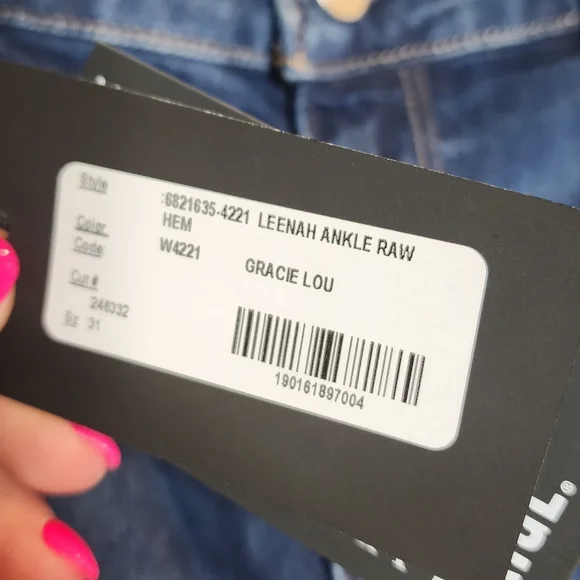 Style :6821635-4221 LEENAH ANKLE RAW
HEM
Color
Code: W4221 GRACIE LOU
Cut #
246332
Sz 31
190161897004